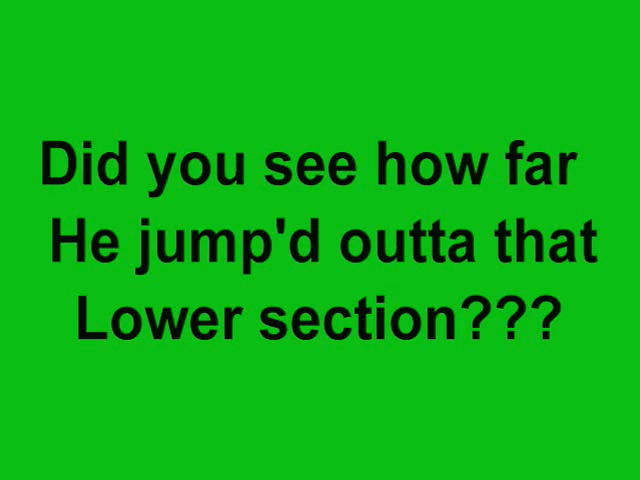 Did you see how far
He jump'd outta that
Lower section???